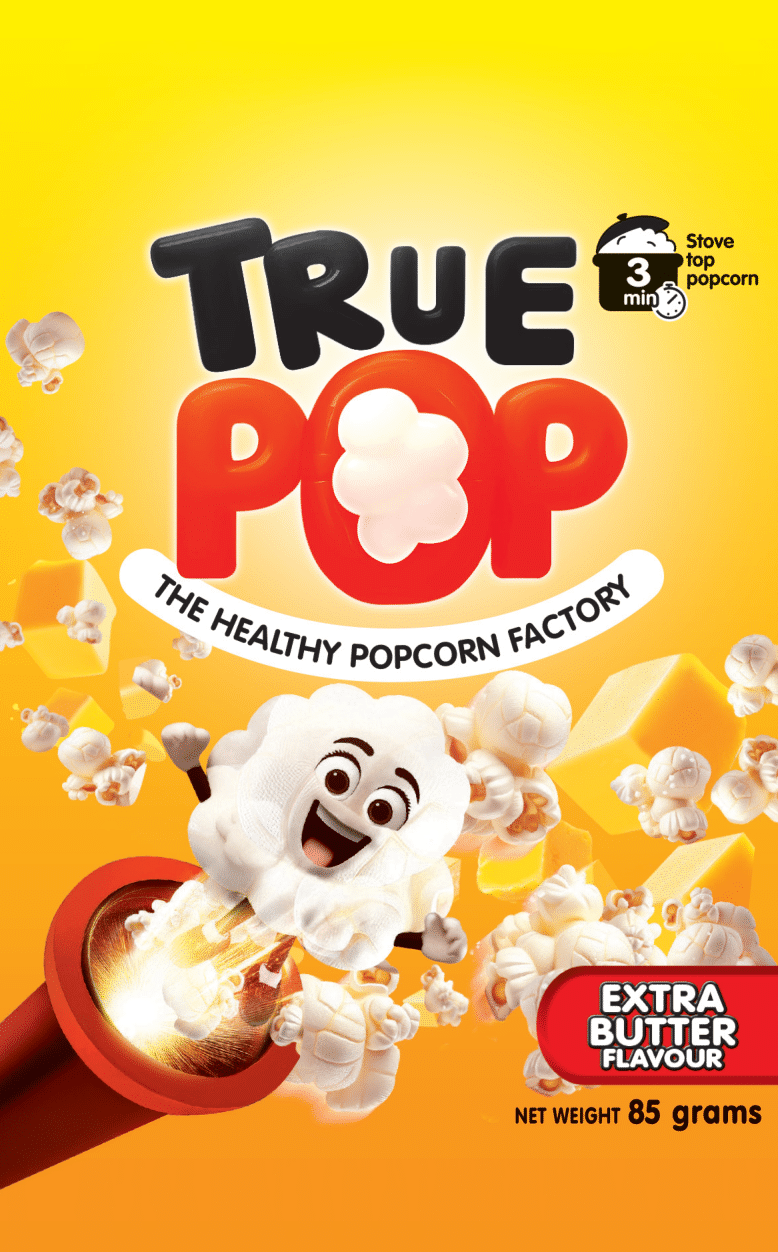 TRUE
POP
3
min
Stove
top
popcorn
THE HEALTHY POPCORN FACTORY
EXTRA
BUTTER
FLAVOUR
NET WEIGHT 85 grams